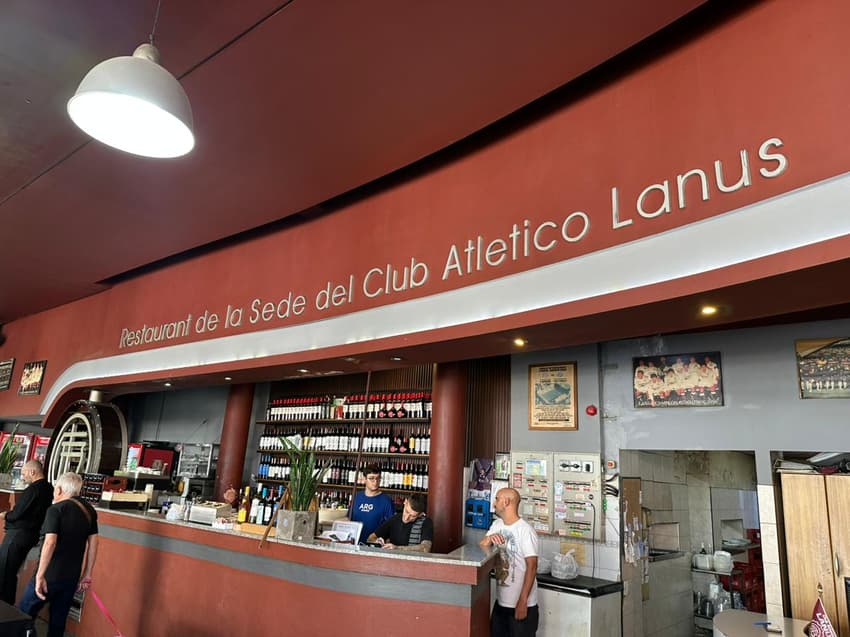 Restaurant de la Sede del Club Atletico Lanus
ARG